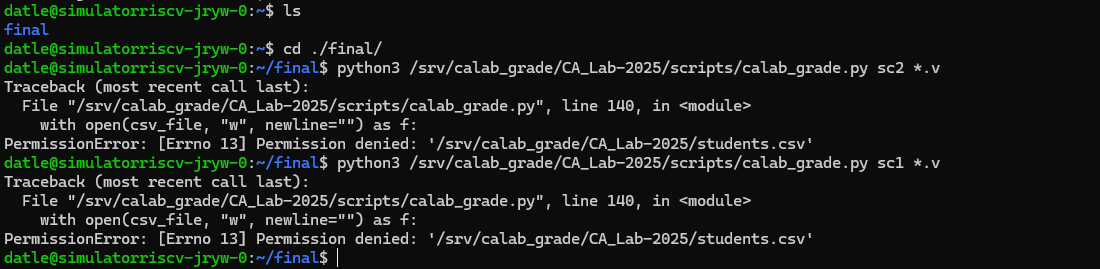 datle@simulatorriscv-jryw-0:~$ ls
final
datle@simulatorriscv-jryw-0:~$ cd ./final/
datle@simulatorriscv-jryw-0:~/final$ python3 /srv/calab_grade/CA_Lab-2025/scripts/calab_grade.py sc2 *.v
Traceback (most recent call last):
  File "/srv/calab_grade/CA_Lab-2025/scripts/calab_grade.py", line 140, in <module>
    with open(csv_file, "w", newline="") as f:
PermissionError: [Errno 13] Permission denied: '/srv/calab_grade/CA_Lab-2025/students.csv'
datle@simulatorriscv-jryw-0:~/final$ python3 /srv/calab_grade/CA_Lab-2025/scripts/calab_grade.py sc1 *.v
Traceback (most recent call last):
  File "/srv/calab_grade/CA_Lab-2025/scripts/calab_grade.py", line 140, in <module>
    with open(csv_file, "w", newline="") as f:
PermissionError: [Errno 13] Permission denied: '/srv/calab_grade/CA_Lab-2025/students.csv'
datle@simulatorriscv-jryw-0:~/final$